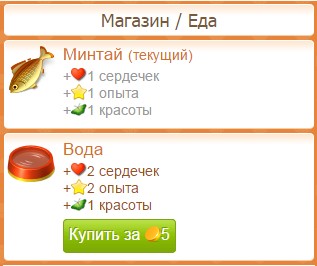 Магазин / Еда
Минтай (текущий)
+1 сердечек
+1 опыта
+1 красоты
Вода
+2 сердечек
+2 опыта
+1 красоты
Купить за 5